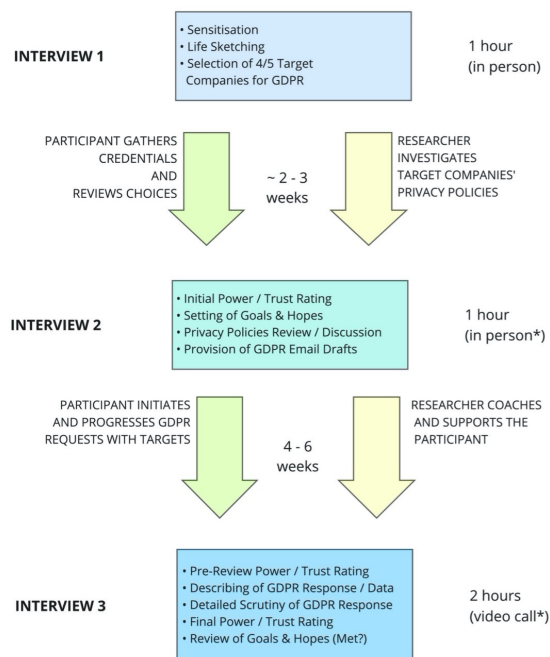 INTERVIEW 1
• Sensitisation
• Life Sketching
• Selection of 4/5 Target
Companies for GDPR
1 hour
(in person)
PARTICIPANT GATHERS
CREDENTIALS
AND
REVIEWS CHOICES
~ 2 - 3
weeks
RESEARCHER
INVESTIGATES
TARGET COMPANIES'
PRIVACY POLICIES
INTERVIEW 2
• Initial Power / Trust Rating
• Setting of Goals & Hopes
• Privacy Policies Review / Discussion
• Provision of GDPR Email Drafts
1 hour
(in person*)
PARTICIPANT INITIATES
AND PROGRESSES GDPR
REQUESTS WITH TARGETS
4 - 6
weeks
RESEARCHER COACHES
AND SUPPORTS THE
PARTICIPANT
INTERVIEW 3
• Pre-Review Power / Trust Rating
• Describing of GDPR Response / Data
• Detailed Scrutiny of GDPR Response
• Final Power / Trust Rating
• Review of Goals & Hopes (Met?)
2 hours
(video call*)